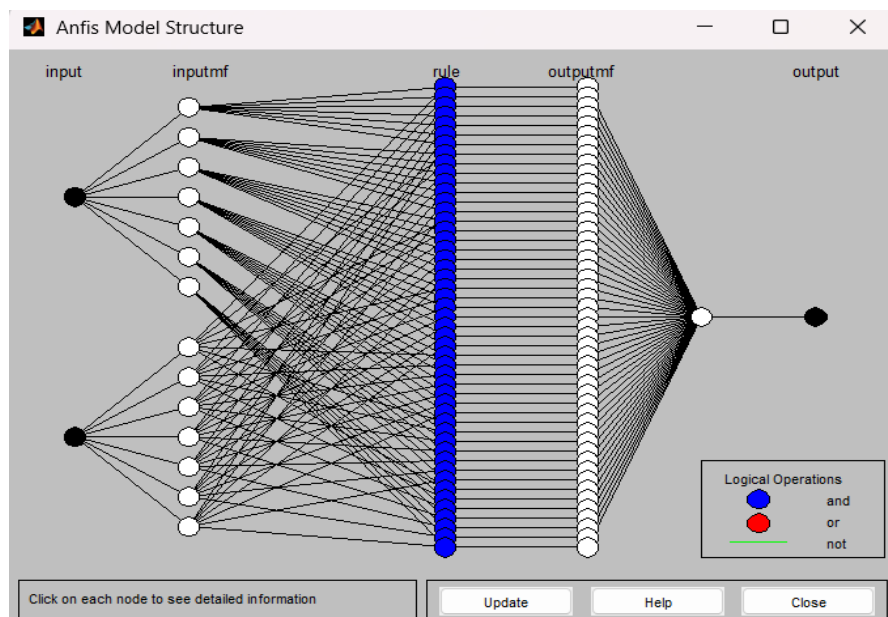 Anfis Model Structure
input inputmf rule outputmf output
Logical Operations
and
or
not
Click on each node to see detailed information
Update Help Close